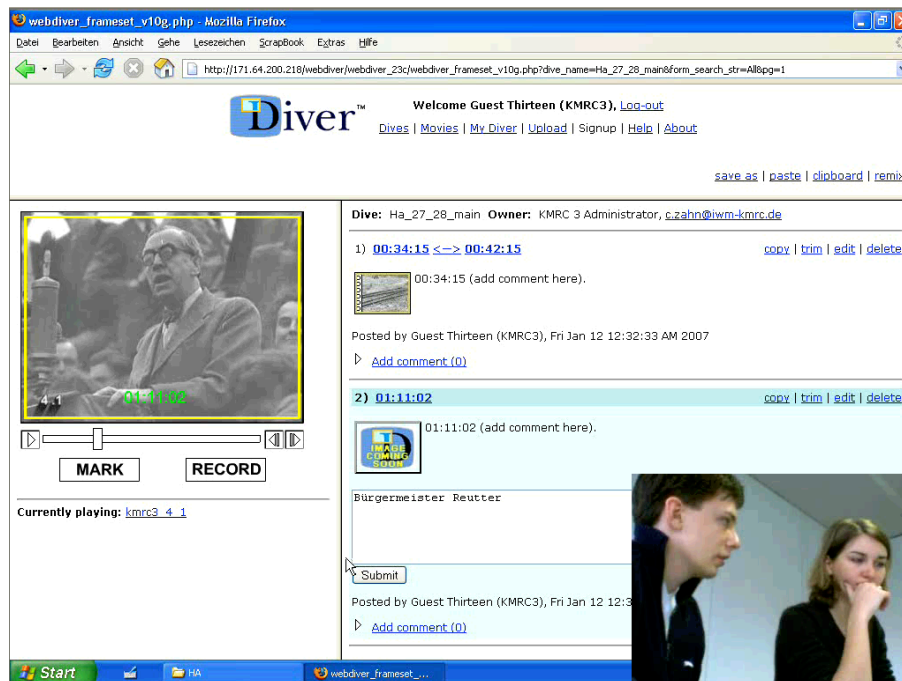 webdiver_frameset_v10g.php - Mozilla Firefox
Datei Bearbeiten Ansicht Gehe Lesezeichen ScrapBook Extras Hilfe
http://171.64.200.218/webdiver/webdiver_23c/webdiver_frameset_v10g.php?dive_name=Ha_27_28_main&form_search_str=All&pg=1
Diver™
Welcome Guest Thirteen (KMRC3), Log-out
Dives | Movies | My Diver | Upload | Signup | Help | About
save as | paste | clipboard | remix
Dive: Ha_27_28_main Owner: KMRC 3 Administrator, c.zahn@iwm-kmrc.de
1) 00:34:15 <--> 00:42:15 copy | trim | edit | delete
00:34:15 (add comment here).
Posted by Guest Thirteen (KMRC3), Fri Jan 12 12:32:33 AM 2007
Add comment (0)
2) 01:11:02 copy | trim | edit | delete
IMAGE
COMING
SOON
01:11:02 (add comment here).
Bürgermeister Reutter
Submit
Posted by Guest Thirteen (KMRC3), Fri Jan 12 12:3
Add comment (0)
4.1 01:11:02
MARK RECORD
Currently playing: kmrc3_4_1
Start HA webdiver_frameset_...